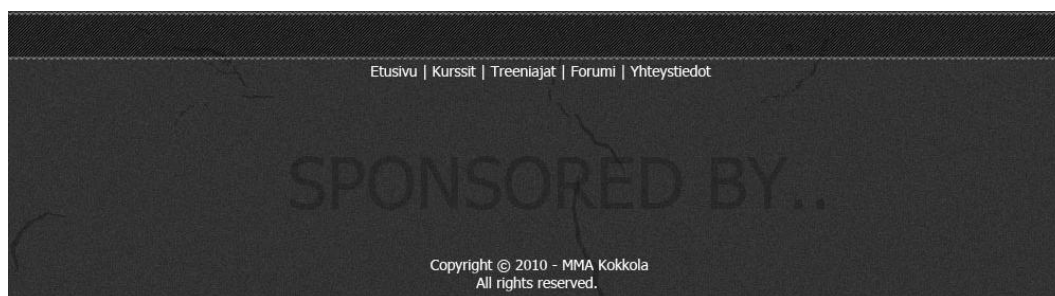 Etusivu | Kurssit | Treeniajat | Forumi | Yhteystiedot
SPONSORED BY..
Copyright © 2010 - MMA Kokkola
All rights reserved.